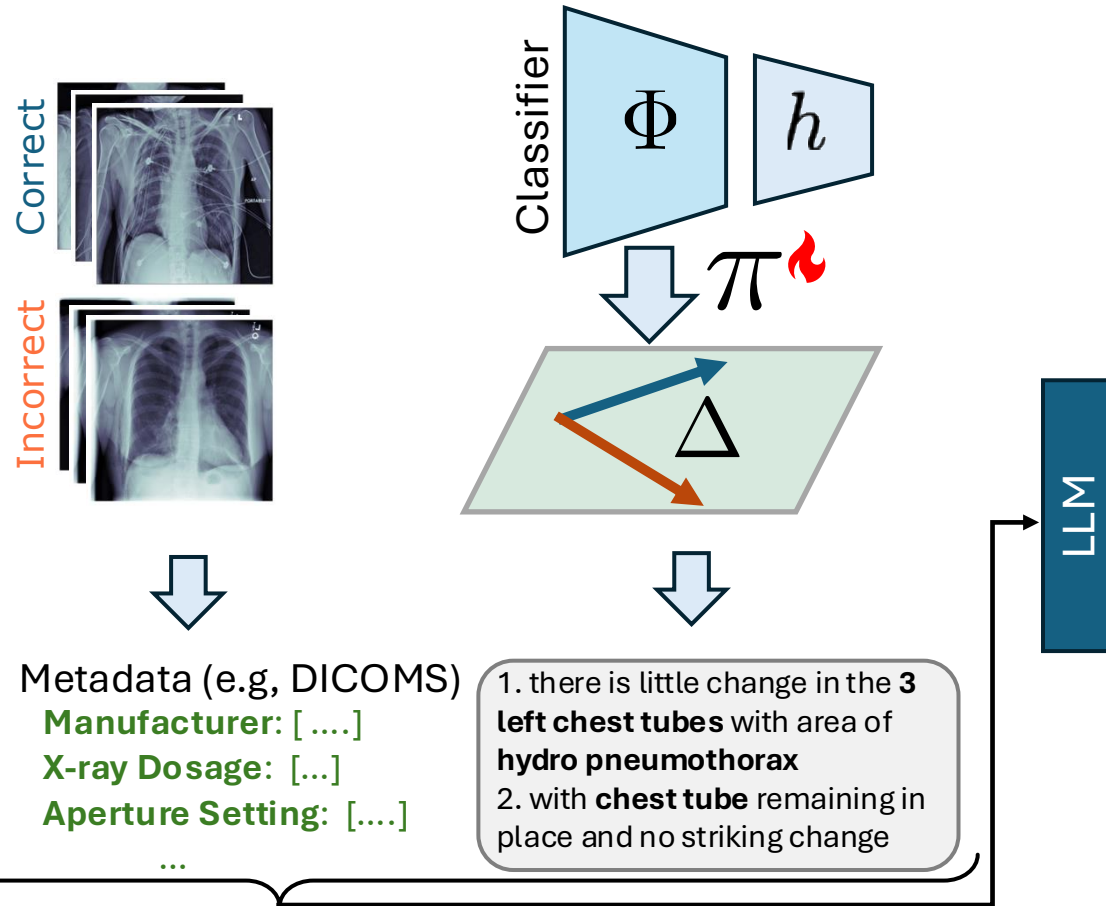 Correct
Incorrect
Classifier
Φ
h
π
Δ
L
PORTABLE
LLM
Metadata (e.g, DICOMS)
Manufacturer: [ ....]
X-ray Dosage: [...]
Aperture Setting: [....]
...
1. there is little change in the 3
left chest tubes with area of
hydro pneumothorax
2. with chest tube remaining in
place and no striking change